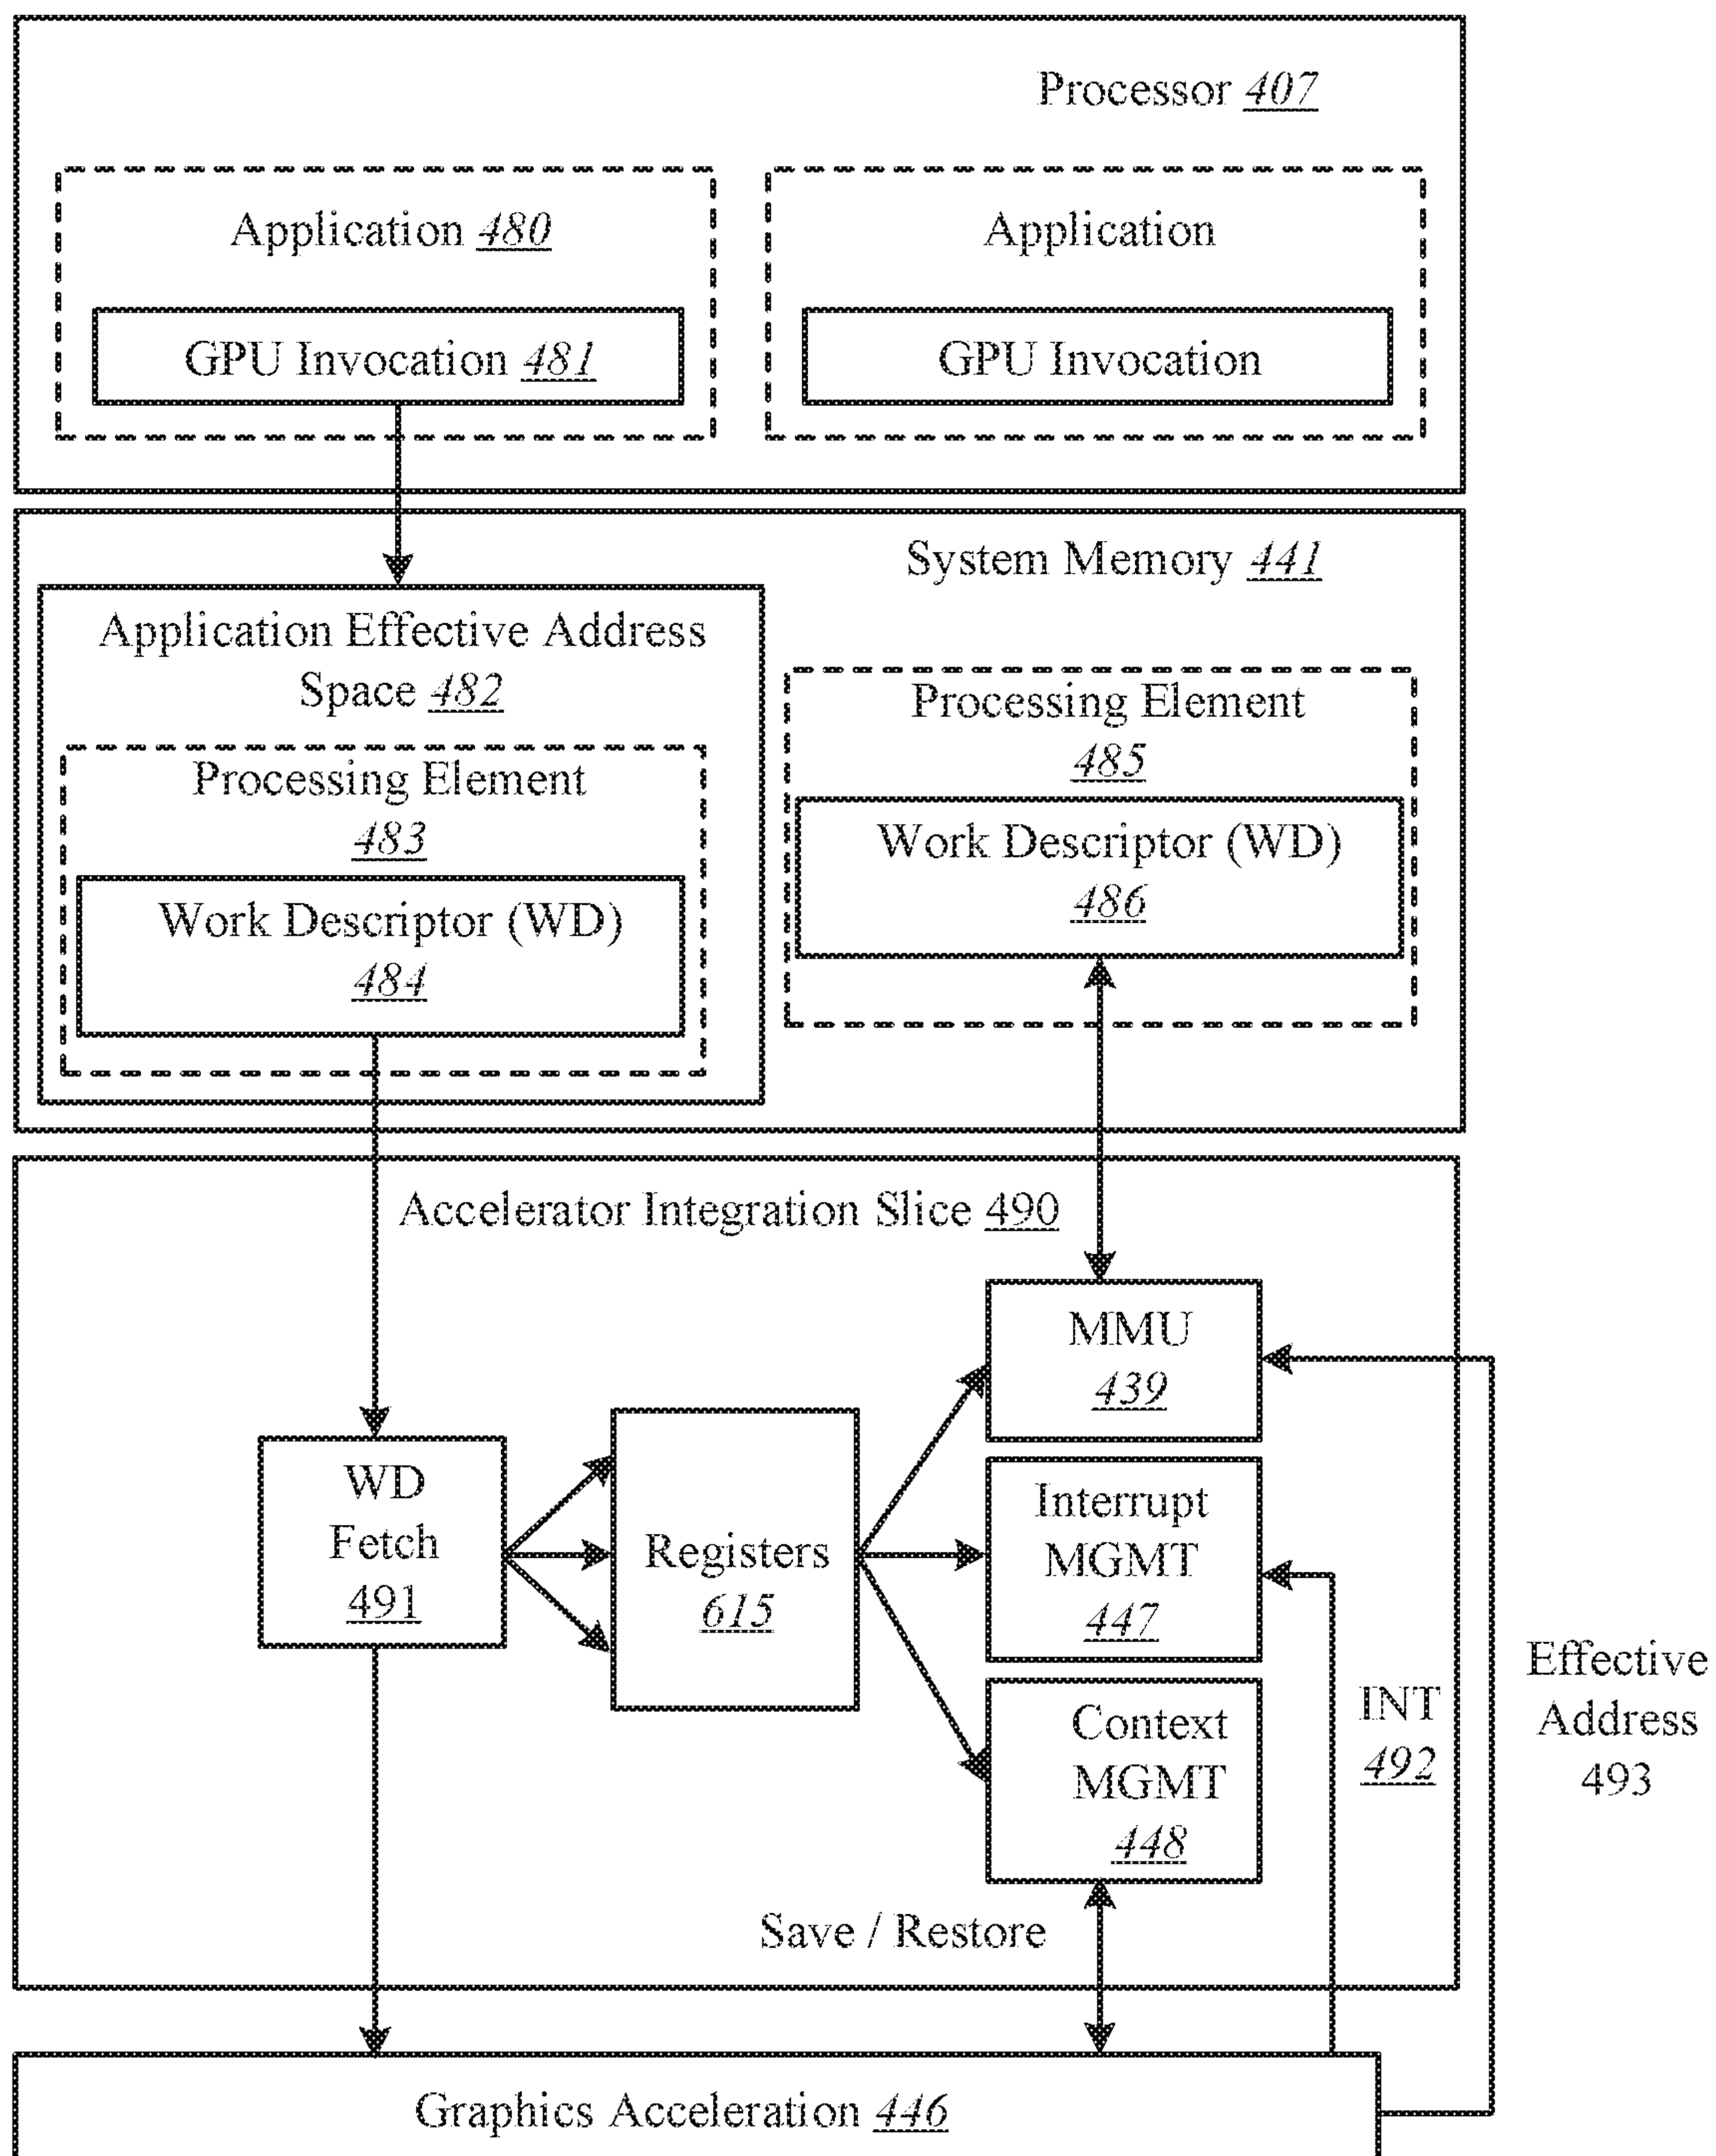 Processor 407
Application 480
Application
GPU Invocation 481
GPU Invocation
System Memory 441
Application Effective Address
Space 482
Processing Element
485
Processing Element
483
Work Descriptor (WD)
486
Work Descriptor (WD)
484
Accelerator Integration Slice 490
MMU
439
WD
Fetch
491
Registers
615
Interrupt
MGMT
447
Context
MGMT
448
INT
492
Effective
Address
493
Save / Restore
Graphics Acceleration 446